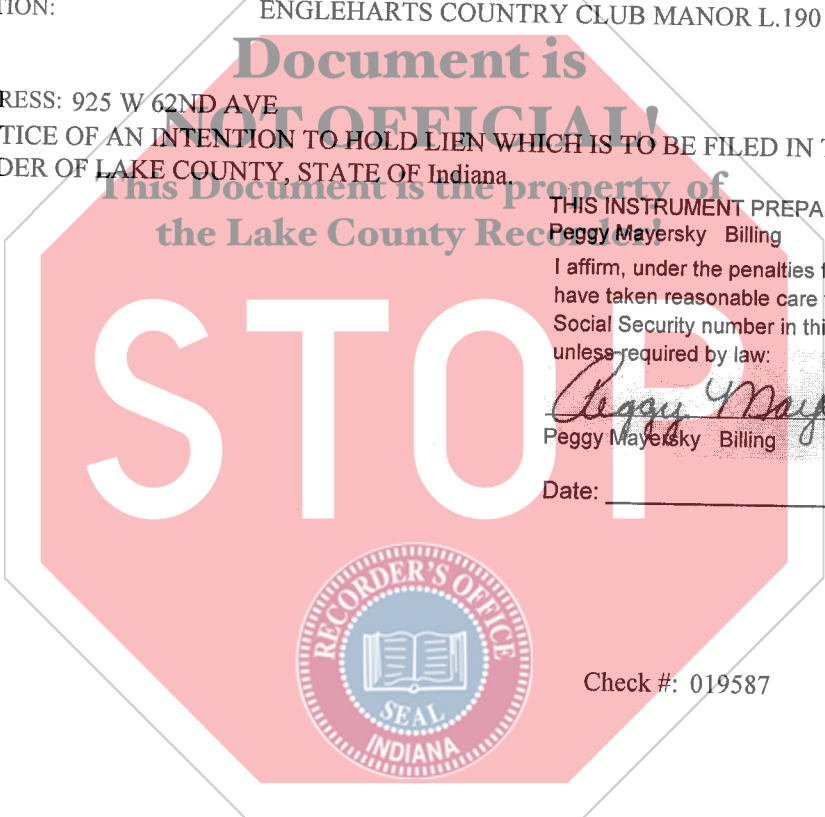 TION:
ENGLEHARTS COUNTRY CLUB MANOR L.190
Document is
RESS: 925 W 62ND AVE
NOT OFFICIAL!
TICE OF AN INTENTION TO HOLD LIEN WHICH IS TO BE FILED IN T
DER OF LAKE COUNTY, STATE OF Indiana.
This Document is the property of
the Lake County Recorder!
THIS INSTRUMENT PREPA
Peggy Mayersky Billing
I affirm, under the penalties f
have taken reasonable care
Social Security number in thi
unless required by law:
Peggy May
Peggy Mayersky Billing
Date:
STOP
RECORDER'S OFFICE
SEAL
INDIANA
Check #: 019587